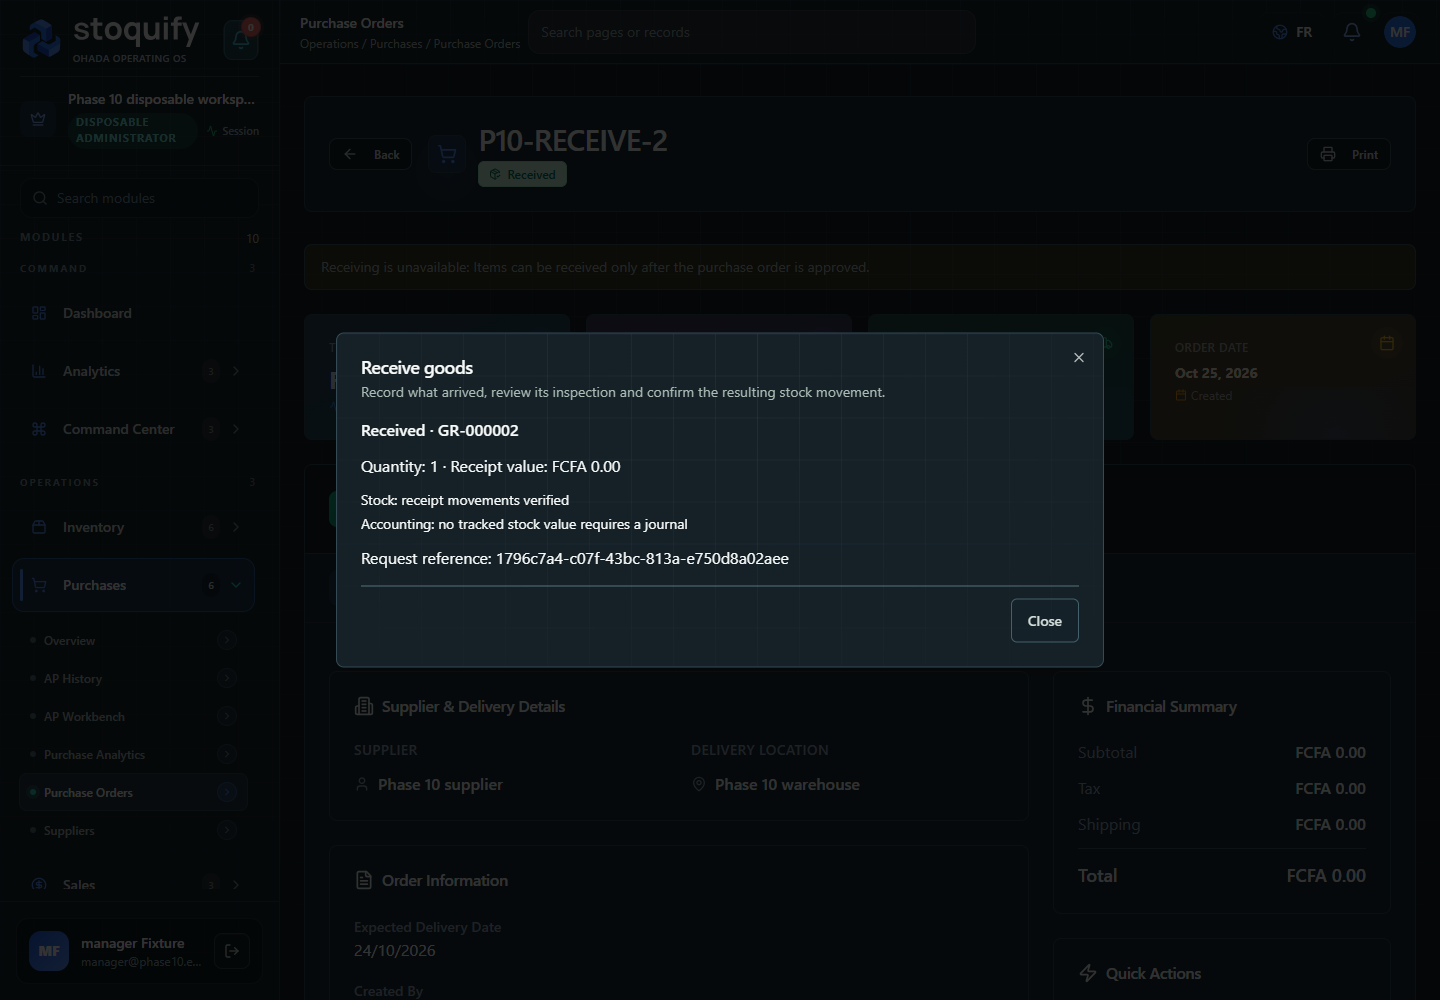 stoquify
OHADA OPERATING OS
0
Phase 10 disposable worksp...
DISPOSABLE ADMINISTRATOR
Session
Search modules
MODULES 10
COMMAND 3
Dashboard
Analytics 3
Command Center 3
OPERATIONS 3
Inventory 6
Purchases 6
Overview
AP History
AP Workbench
Purchase Analytics
Purchase Orders
Suppliers
Sales 3
MF
manager Fixture
manager@phase10.e...
Purchase Orders
Operations / Purchases / Purchase Orders
Search pages or records
FR
MF
Back
P10-RECEIVE-2
Received
Print
Receiving is unavailable: Items can be received only after the purchase order is approved.
ORDER DATE
Oct 25, 2026
Created
Receive goods
Record what arrived, review its inspection and confirm the resulting stock movement.
Received · GR-000002
Quantity: 1 · Receipt value: FCFA 0.00
Stock: receipt movements verified
Accounting: no tracked stock value requires a journal
Request reference: 1796c7a4-c07f-43bc-813a-e750d8a02aee
Close
Supplier & Delivery Details
SUPPLIER
Phase 10 supplier
DELIVERY LOCATION
Phase 10 warehouse
Order Information
Expected Delivery Date
24/10/2026
Created By
Financial Summary
Subtotal FCFA 0.00
Tax FCFA 0.00
Shipping FCFA 0.00
Total FCFA 0.00
Quick Actions